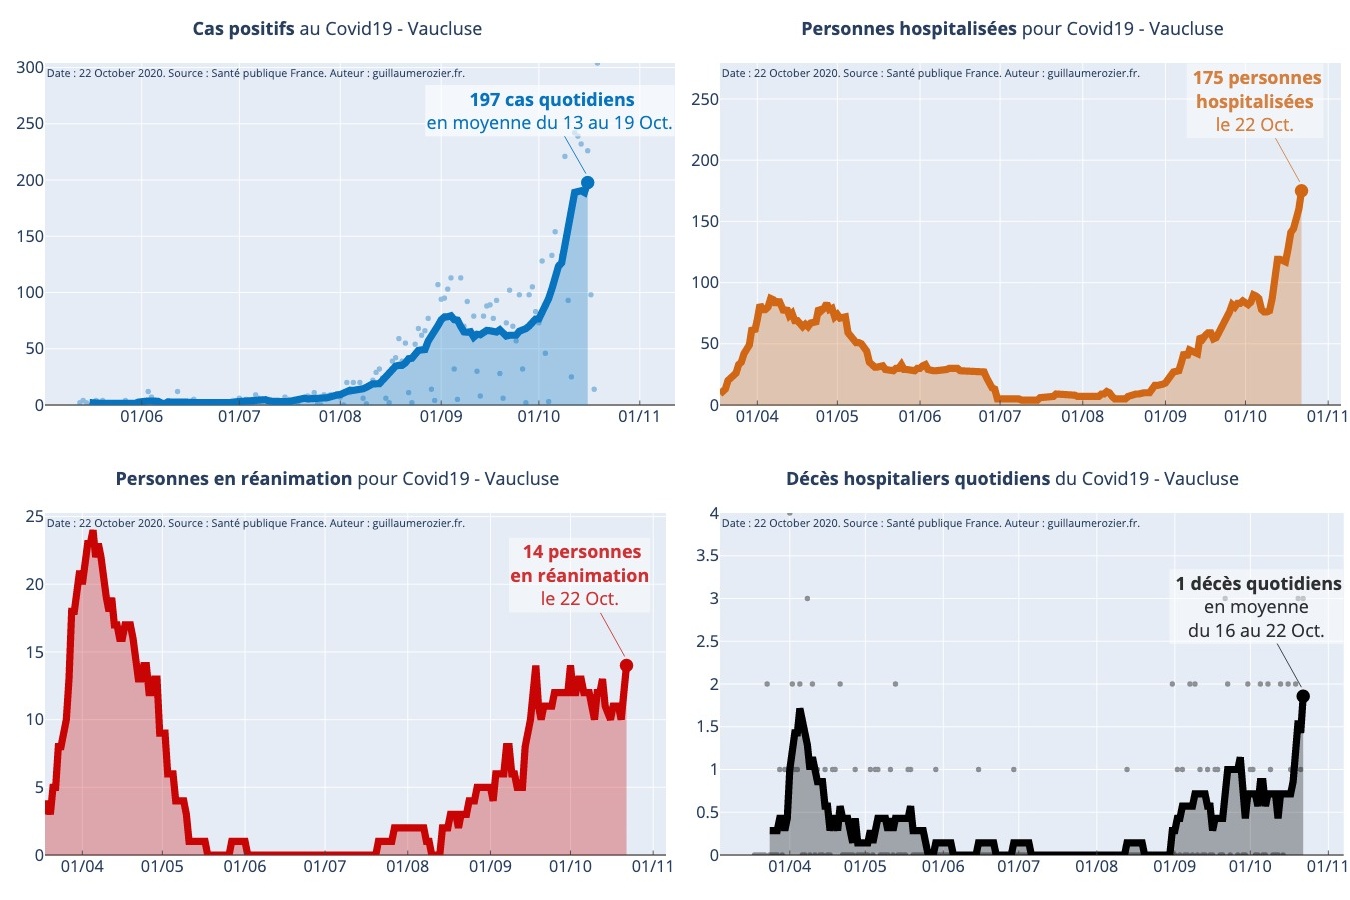 Cas positifs au Covid19 - Vaucluse
Date : 22 October 2020. Source : Santé publique France. Auteur : guillaumerozier.fr.
197 cas quotidiens
en moyenne du 13 au 19 Oct.
300
250
200
150
100
50
0
01/06 01/07 01/08 01/09 01/10 01/11
Personnes hospitalisées pour Covid19 - Vaucluse
Date : 22 October 2020. Source : Santé publique France. Auteur : guillaumerozier.fr.
175 personnes
hospitalisées
le 22 Oct.
250
200
150
100
50
0
01/04 01/05 01/06 01/07 01/08 01/09 01/10 01/11
Personnes en réanimation pour Covid19 - Vaucluse
Date : 22 October 2020. Source : Santé publique France. Auteur : guillaumerozier.fr.
14 personnes
en réanimation
le 22 Oct.
25
20
15
10
5
0
01/04 01/05 01/06 01/07 01/08 01/09 01/10 01/11
Décès hospitaliers quotidiens du Covid19 - Vaucluse
Date : 22 October 2020. Source : Santé publique France. Auteur : guillaumerozier.fr.
1 décès quotidiens
en moyenne
du 16 au 22 Oct.
4
3.5
3
2.5
2
1.5
1
0.5
0
01/04 01/05 01/06 01/07 01/08 01/09 01/10 01/11